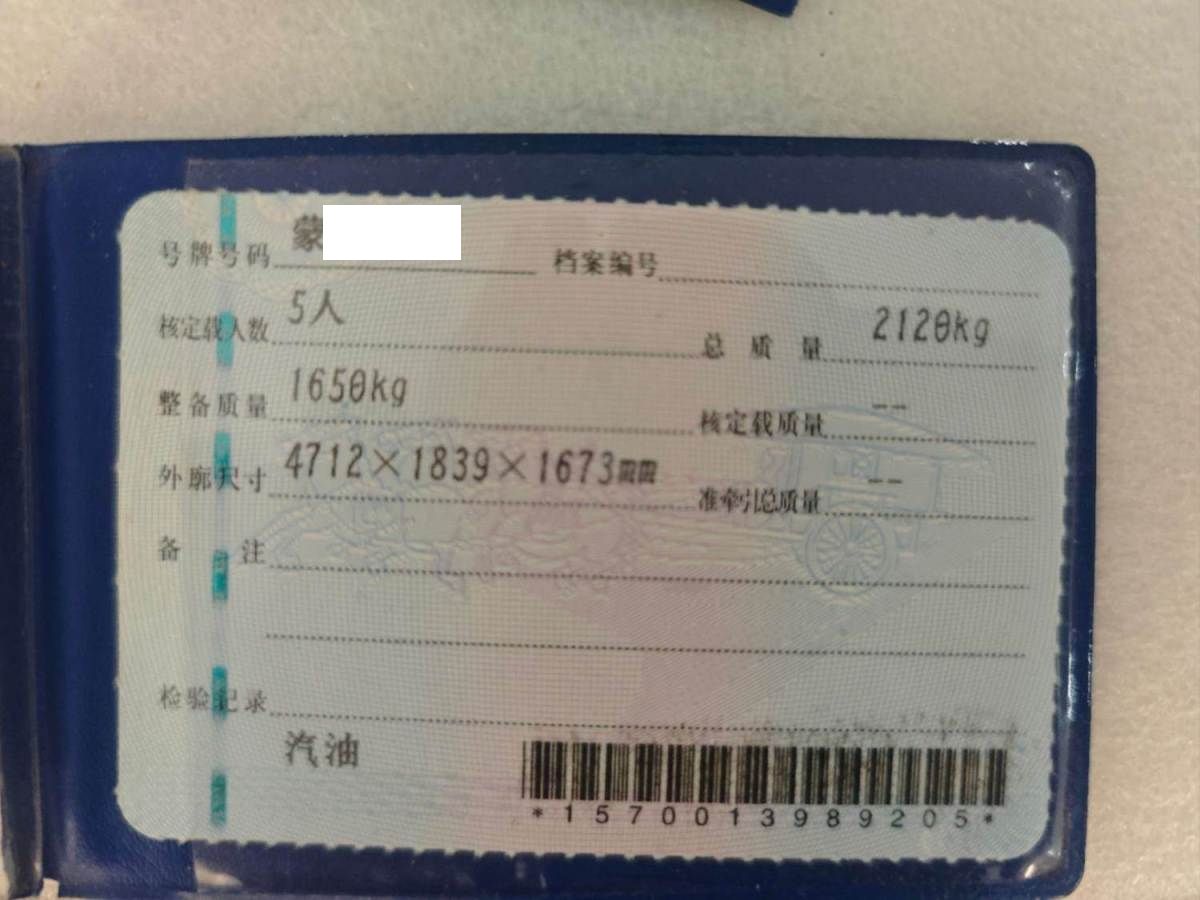 号牌号码 蒙 档案编号
核定载人数 5人 总质量 2120kg
整备质量 1650kg 核定载质量 --
外廓尺寸 4712×1839×1673mm 准牵引总质量 --
备注
检验记录
汽油
*1570013989205*